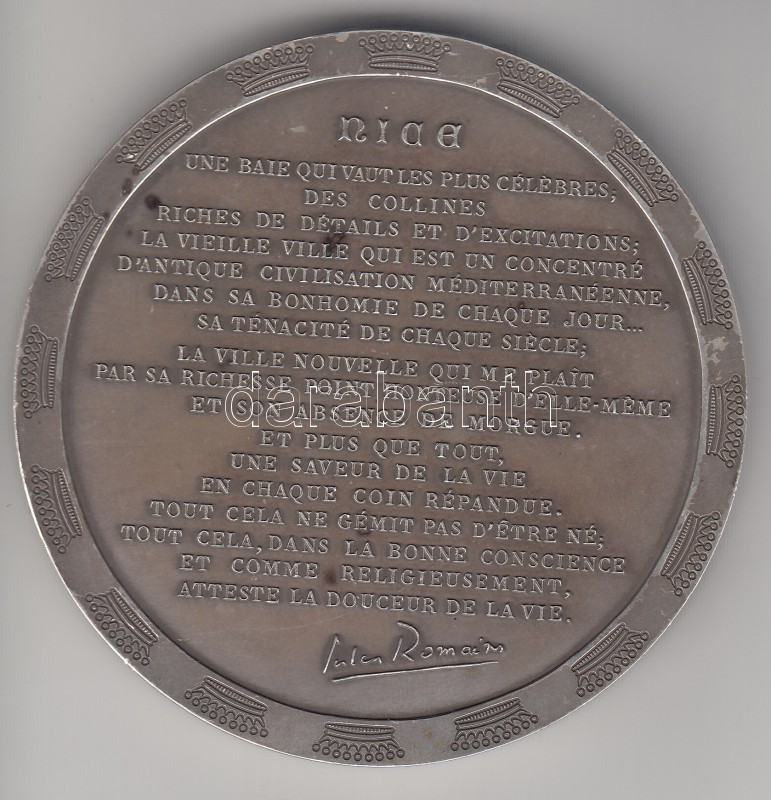 NICE
UNE BAIE QUI VAUT LES PLUS CÉLÈBRES;
DES COLLINES
RICHES DE DÉTAILS ET D'EXCITATIONS;
LA VIEILLE VILLE QUI EST UN CONCENTRÉ
D'ANTIQUE CIVILISATION MÉDITERRANÉENNE,
DANS SA BONHOMIE DE CHAQUE JOUR...
SA TÉNACITÉ DE CHAQUE SIÈCLE;
LA VILLE NOUVELLE QUI ME PLAÎT
PAR SA RICHESSE POINT HONTEUSE D'ELLE-MÊME
ET SON ABSENCE DE MORGUE.
darabanth
ET PLUS QUE TOUT,
UNE SAVEUR DE LA VIE
EN CHAQUE COIN RÉPANDUE.
TOUT CELA NE GÉMIT PAS D'ÊTRE NÉ;
TOUT CELA, DANS LA BONNE CONSCIENCE
ET COMME RELIGIEUSEMENT,
ATTESTE LA DOUCEUR DE LA VIE.
Jules Romains